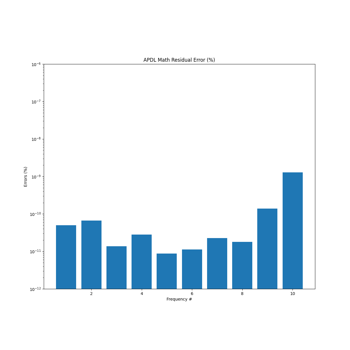 APDL Math Residual Error (%)
10⁻⁶
10⁻⁷
10⁻⁸
10⁻⁹
10⁻¹⁰
10⁻¹¹
10⁻¹²
Errors (%)
2 4 6 8 10
Frequency #